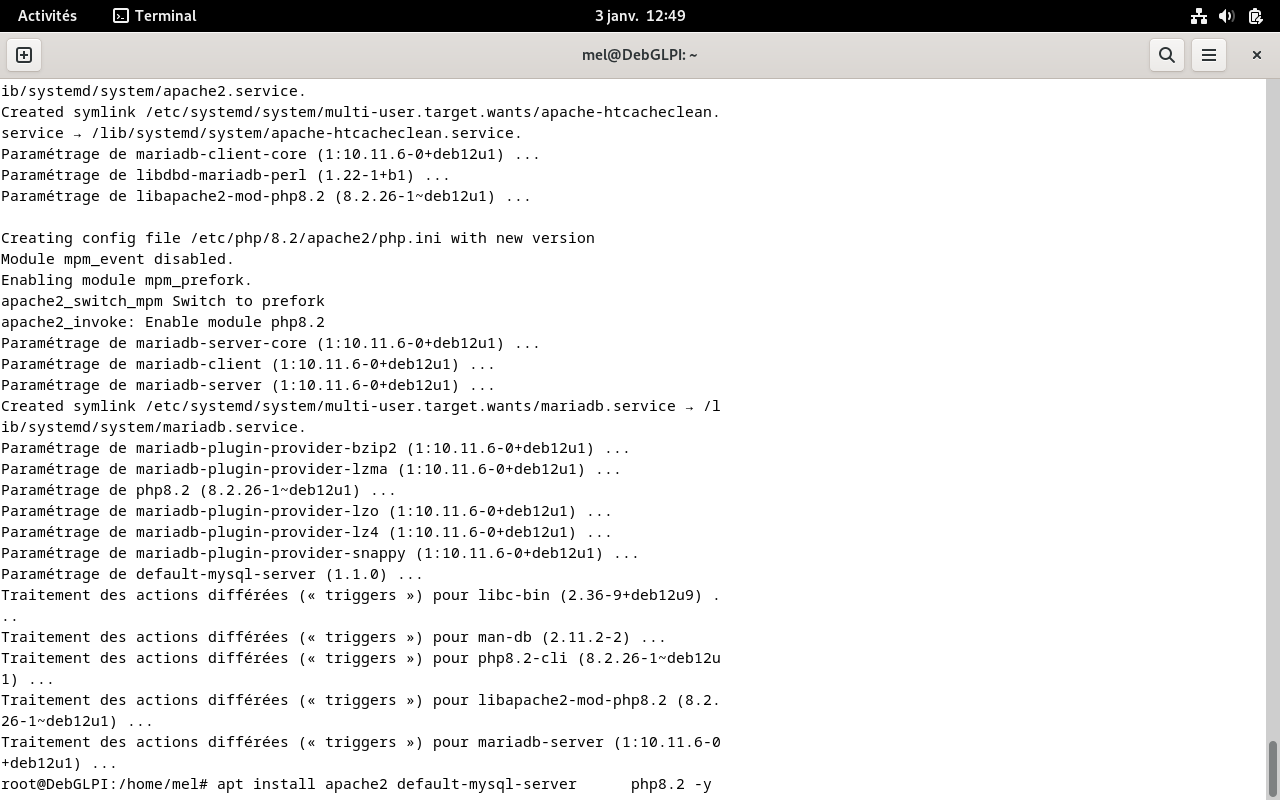 Activités
Terminal
3 janv. 12:49
mel@DebGLPI: ~
ib/systemd/system/apache2.service.
Created symlink /etc/systemd/system/multi-user.target.wants/apache-htcacheclean.
service → /lib/systemd/system/apache-htcacheclean.service.
Paramétrage de mariadb-client-core (1:10.11.6-0+deb12u1) ...
Paramétrage de libdbd-mariadb-perl (1.22-1+b1) ...
Paramétrage de libapache2-mod-php8.2 (8.2.26-1~deb12u1) ...
Creating config file /etc/php/8.2/apache2/php.ini with new version
Module mpm_event disabled.
Enabling module mpm_prefork.
apache2_switch_mpm Switch to prefork
apache2_invoke: Enable module php8.2
Paramétrage de mariadb-server-core (1:10.11.6-0+deb12u1) ...
Paramétrage de mariadb-client (1:10.11.6-0+deb12u1) ...
Paramétrage de mariadb-server (1:10.11.6-0+deb12u1) ...
Created symlink /etc/systemd/system/multi-user.target.wants/mariadb.service → /l
ib/systemd/system/mariadb.service.
Paramétrage de mariadb-plugin-provider-bzip2 (1:10.11.6-0+deb12u1) ...
Paramétrage de mariadb-plugin-provider-lzma (1:10.11.6-0+deb12u1) ...
Paramétrage de php8.2 (8.2.26-1~deb12u1) ...
Paramétrage de mariadb-plugin-provider-lzo (1:10.11.6-0+deb12u1) ...
Paramétrage de mariadb-plugin-provider-lz4 (1:10.11.6-0+deb12u1) ...
Paramétrage de mariadb-plugin-provider-snappy (1:10.11.6-0+deb12u1) ...
Paramétrage de default-mysql-server (1.1.0) ...
Traitement des actions différées (« triggers ») pour libc-bin (2.36-9+deb12u9) .
..
Traitement des actions différées (« triggers ») pour man-db (2.11.2-2) ...
Traitement des actions différées (« triggers ») pour php8.2-cli (8.2.26-1~deb12u
1) ...
Traitement des actions différées (« triggers ») pour libapache2-mod-php8.2 (8.2.
26-1~deb12u1) ...
Traitement des actions différées (« triggers ») pour mariadb-server (1:10.11.6-0
+deb12u1) ...
root@DebGLPI:/home/mel# apt install apache2 default-mysql-server      php8.2 -y